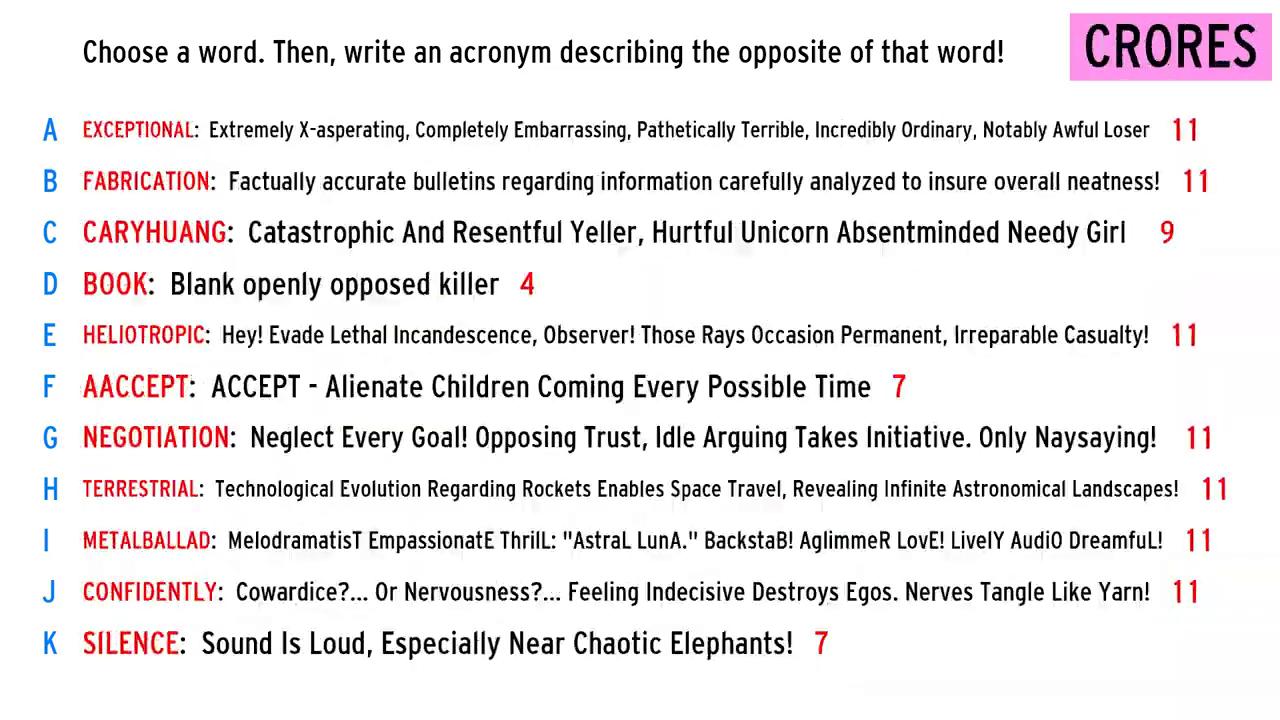 Choose a word. Then, write an acronym describing the opposite of that word!
CRORES
A EXCEPTIONAL: Extremely X-asperating, Completely Embarrassing, Pathetically Terrible, Incredibly Ordinary, Notably Awful Loser 11
B FABRICATION: Factually accurate bulletins regarding information carefully analyzed to insure overall neatness! 11
C CARYHUANG: Catastrophic And Resentful Yeller, Hurtful Unicorn Absentminded Needy Girl 9
D BOOK: Blank openly opposed killer 4
E HELIOTROPIC: Hey! Evade Lethal Incandescence, Observer! Those Rays Occasion Permanent, Irreparable Casualty! 11
F AACCEPT: ACCEPT - Alienate Children Coming Every Possible Time 7
G NEGOTIATION: Neglect Every Goal! Opposing Trust, Idle Arguing Takes Initiative. Only Naysaying! 11
H TERRESTRIAL: Technological Evolution Regarding Rockets Enables Space Travel, Revealing Infinite Astronomical Landscapes! 11
I METALBALLAD: MelodramatisT EmpassionatE ThrilL: "AstraL LunA." BackstaB! AglimmeR LovE! LivelY AudiO DreamfuL! 11
J CONFIDENTLY: Cowardice?... Or Nervousness?... Feeling Indecisive Destroys Egos. Nerves Tangle Like Yarn! 11
K SILENCE: Sound Is Loud, Especially Near Chaotic Elephants! 7